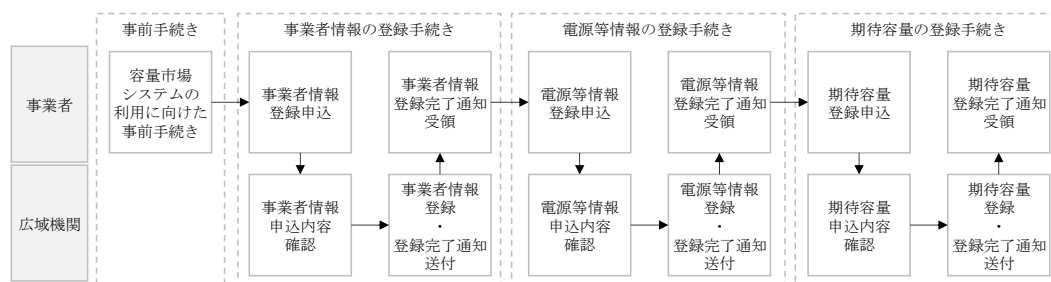 事前手続き
事業者情報の登録手続き
電源等情報の登録手続き
期待容量の登録手続き
事業者
容量市場
システムの
利用に向けた
事前手続き
事業者情報
登録申込
事業者情報
登録完了通知
受領
電源等情報
登録申込
電源等情報
登録完了通知
受領
期待容量
登録申込
期待容量
登録完了通知
受領
広域機関
事業者情報
申込内容
確認
事業者情報
登録
・
登録完了通知
送付
電源等情報
申込内容
確認
電源等情報
登録
・
登録完了通知
送付
期待容量
申込内容
確認
期待容量
登録
・
登録完了通知
送付